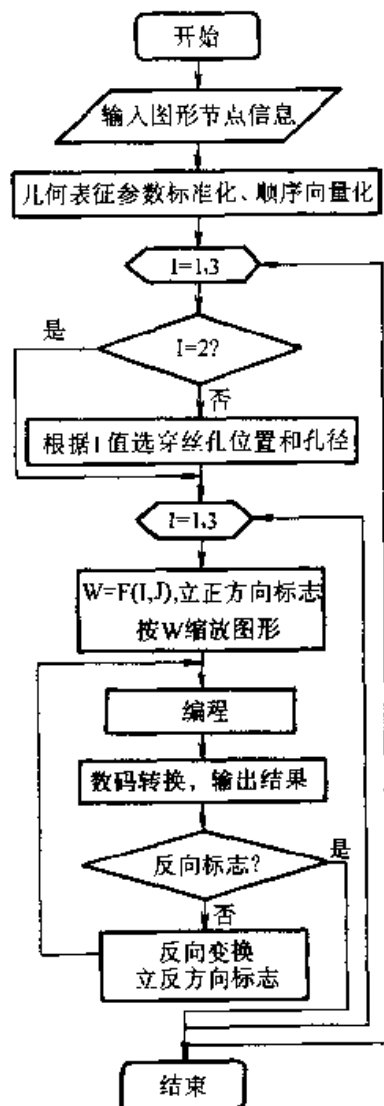 开始
输入图形节点信息
几何表征参数标准化、顺序向量化
I=1,3
是
I=2?
否
根据I值选穿丝孔位置和孔径
I=1,3
W=F(I,J),立正方向标志
按W缩放图形
编程
数码转换，输出结果
反向标志?
是
否
反向变换
立反方向标志
结束